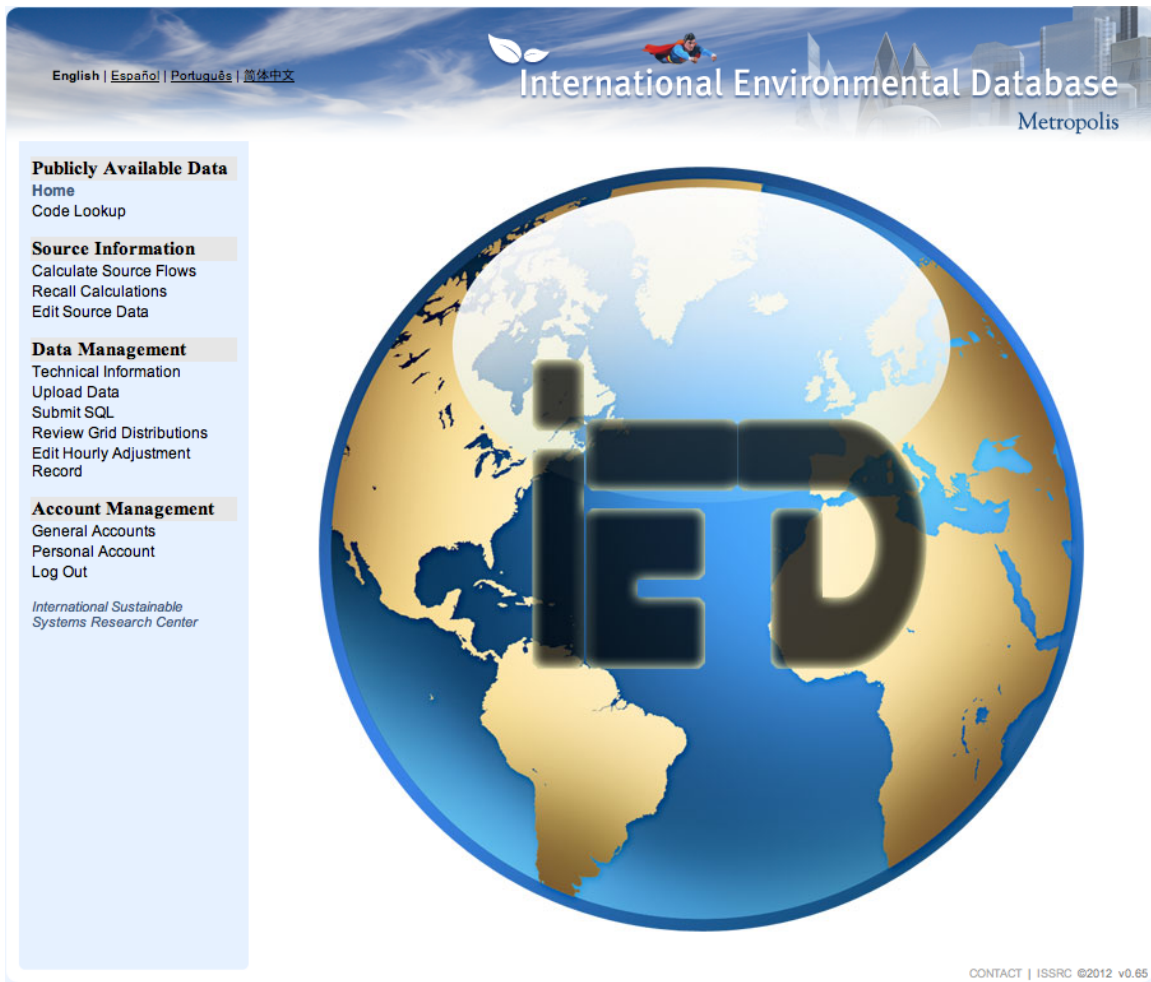 English | Español | Português | 简体中文
International Environmental Database
Metropolis
Publicly Available Data
Home
Code Lookup
Source Information
Calculate Source Flows
Recall Calculations
Edit Source Data
Data Management
Technical Information
Upload Data
Submit SQL
Review Grid Distributions
Edit Hourly Adjustment
Record
Account Management
General Accounts
Personal Account
Log Out
International Sustainable
Systems Research Center
iED
CONTACT | ISSRC ©2012 v0.65